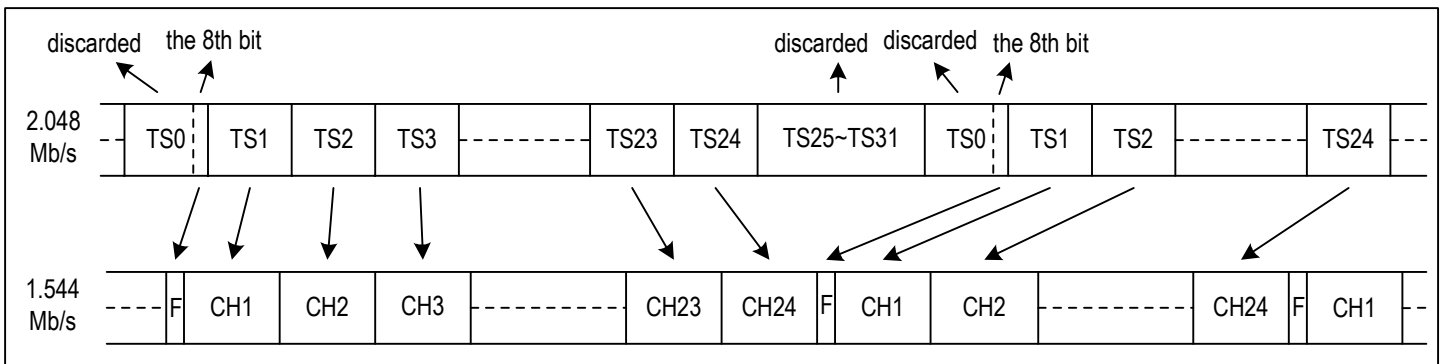 discarded the 8th bit discarded discarded the 8th bit
2.048
Mb/s
TS0 TS1 TS2 TS3 TS23 TS24 TS25~TS31 TS0 TS1 TS2 TS24
1.544
Mb/s
F CH1 CH2 CH3 CH23 CH24 F CH1 CH2 CH24 F CH1